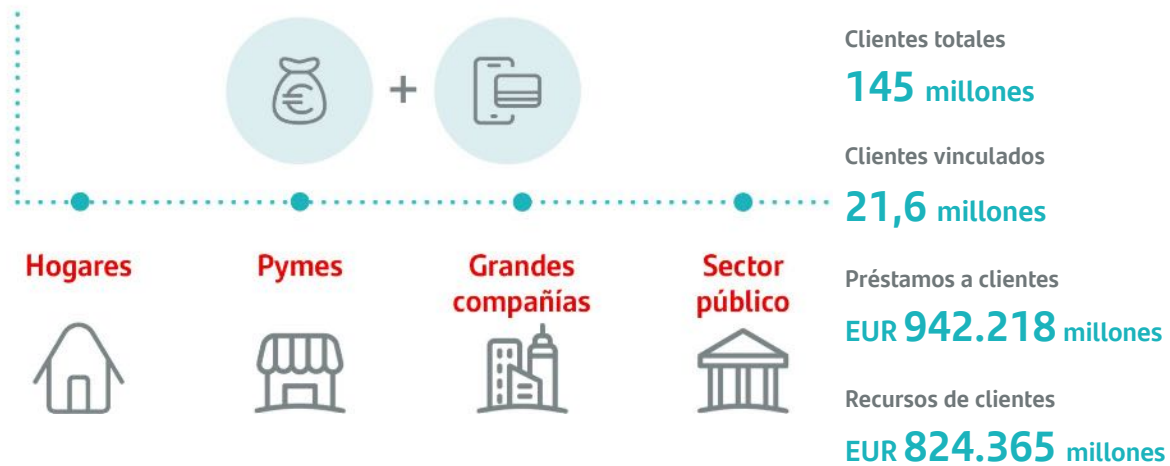 €
+
Hogares
Pymes
Grandes
compañías
Sector
público
Clientes totales
145 millones
Clientes vinculados
21,6 millones
Préstamos a clientes
EUR 942.218 millones
Recursos de clientes
EUR 824.365 millones